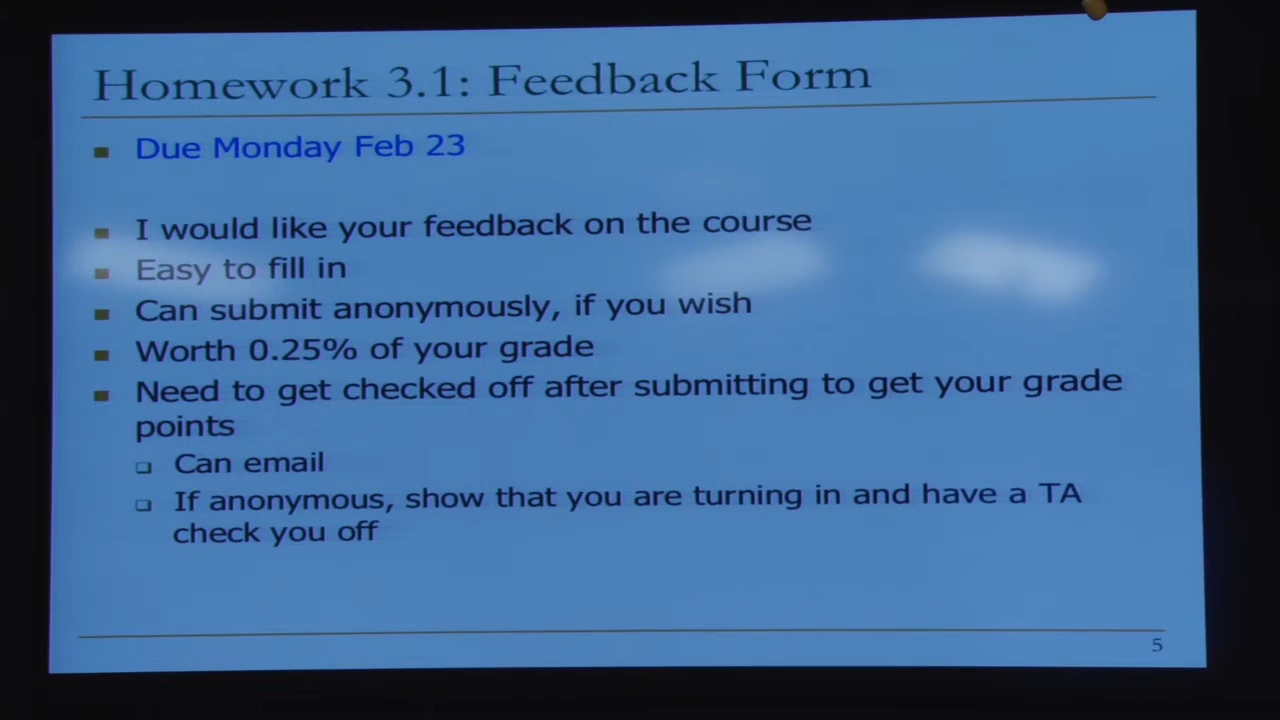 Homework 3.1: Feedback Form
Due Monday Feb 23
I would like your feedback on the course
Easy to fill in
Can submit anonymously, if you wish
Worth 0.25% of your grade
Need to get checked off after submitting to get your grade
points
Can email
If anonymous, show that you are turning in and have a TA
check you off
5